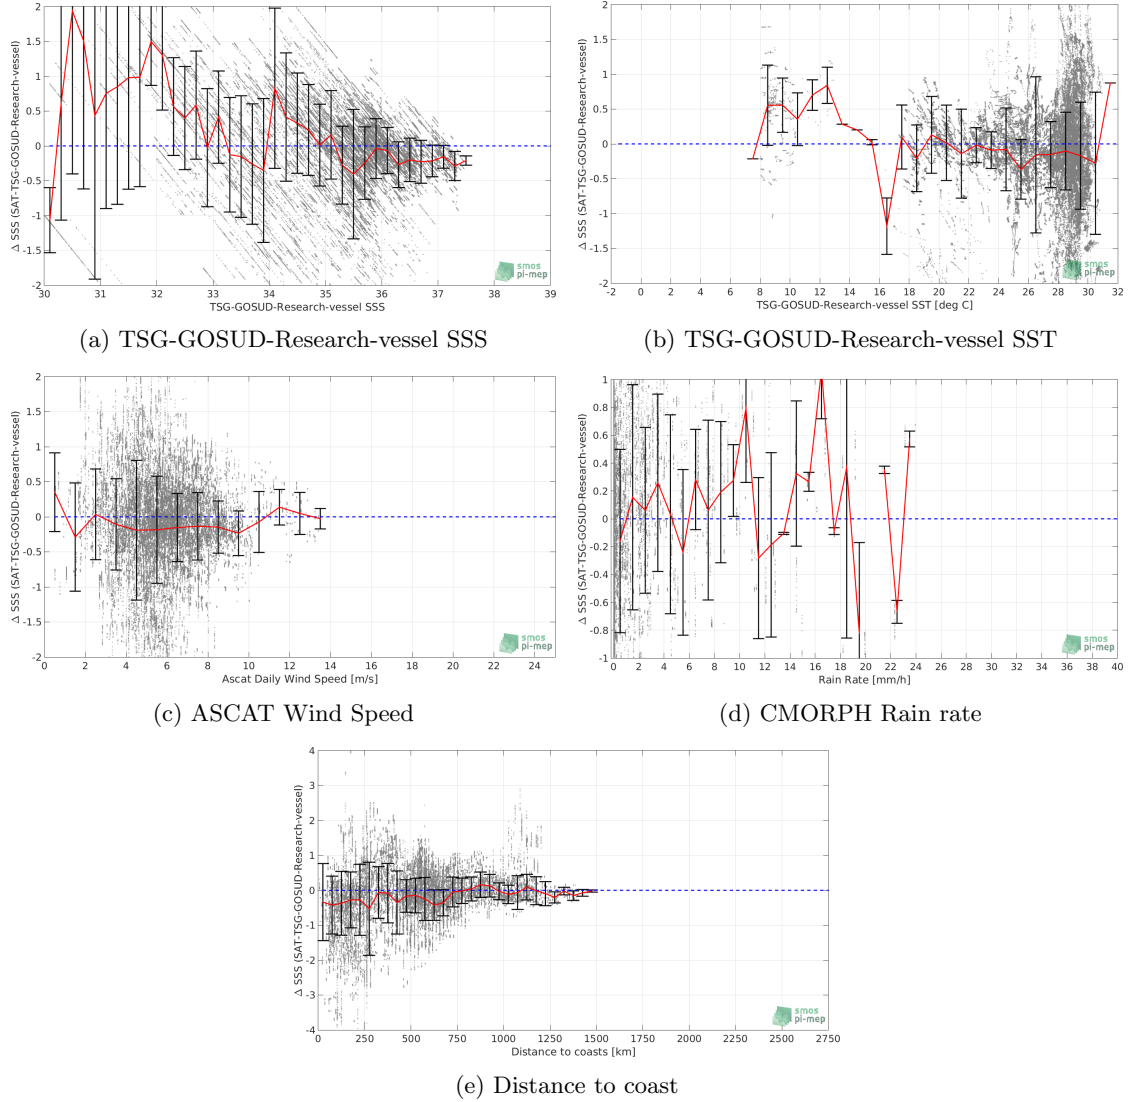 2
1.5
1
0.5
0
-0.5
-1
-1.5
-2
Δ SSS (SAT-TSG-GOSUD-Research-vessel)
30 31 32 33 34 35 36 37 38 39
TSG-GOSUD-Research-vessel SSS
smos
pi-mep
(a) TSG-GOSUD-Research-vessel SSS
2
1.5
1
0.5
0
-0.5
-1
-1.5
-2
Δ SSS (SAT-TSG-GOSUD-Research-vessel)
-2 0 2 4 6 8 10 12 14 16 18 20 22 24 26 28 30 32
TSG-GOSUD-Research-vessel SST [deg C]
smos
pi-mep
(b) TSG-GOSUD-Research-vessel SST
2
1.5
1
0.5
0
-0.5
-1
-1.5
-2
Δ SSS (SAT-TSG-GOSUD-Research-vessel)
0 2 4 6 8 10 12 14 16 18 20 22 24
Ascat Daily Wind Speed [m/s]
smos
pi-mep
(c) ASCAT Wind Speed
1
0.8
0.6
0.4
0.2
0
-0.2
-0.4
-0.6
-0.8
-1
Δ SSS (SAT-TSG-GOSUD-Research-vessel)
0 2 4 6 8 10 12 14 16 18 20 22 24 26 28 30 32 34 36 38 40
Rain Rate [mm/h]
smos
pi-mep
(d) CMORPH Rain rate
4
3
2
1
0
-1
-2
-3
-4
Δ SSS (SAT-TSG-GOSUD-Research-vessel)
0 250 500 750 1000 1250 1500 1750 2000 2250 2500 2750
Distance to coasts [km]
smos
pi-mep
(e) Distance to coast